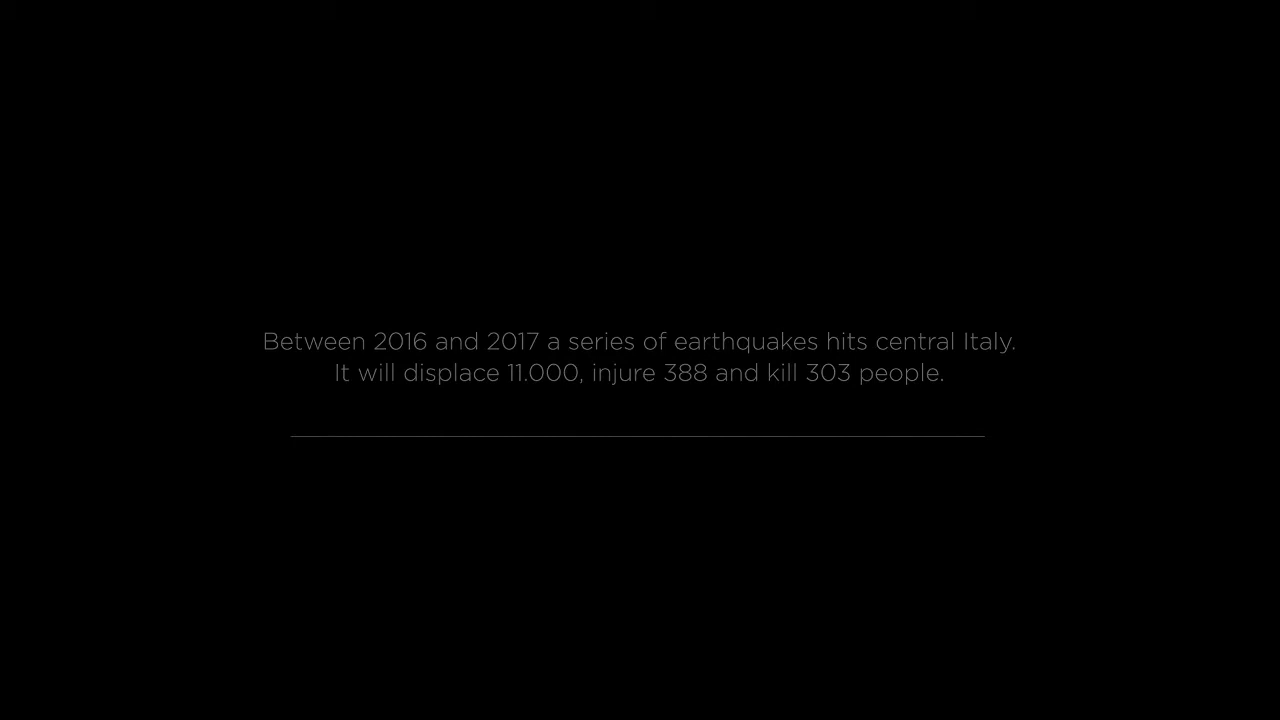 Between 2016 and 2017 a series of earthquakes hits central Italy.
It will displace 11.000, injure 388 and kill 303 people.